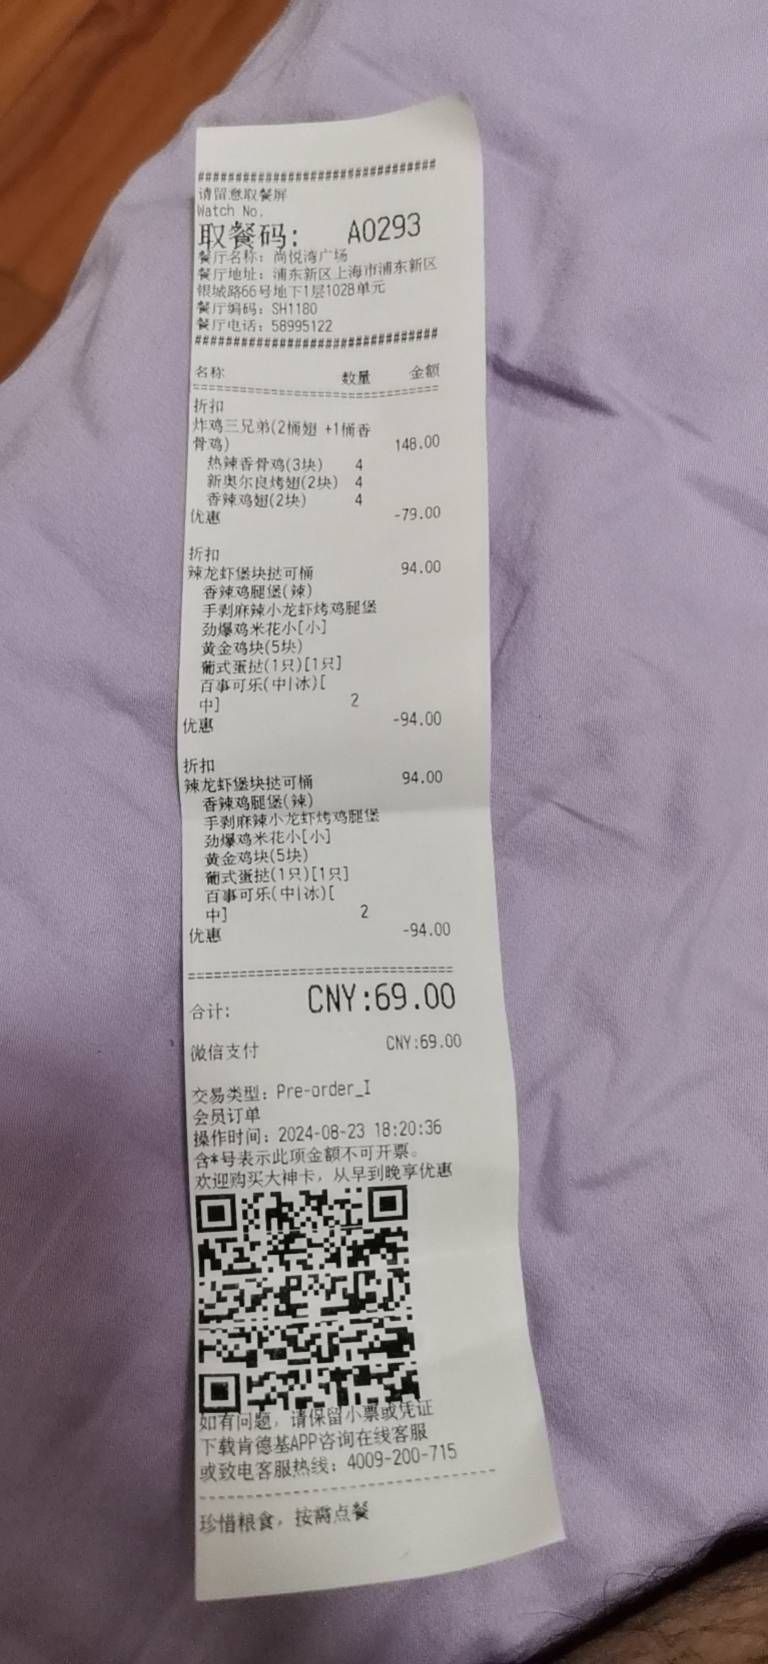 ################################
请留意取餐屏
Watch No.
取餐码: A0293
餐厅名称: 尚悦湾广场
餐厅地址: 浦东新区上海市浦东新区
银城路66号地下1层102B单元
餐厅编码: SH1180
餐厅电话: 58995122
################################
名称 数量 金额
================================
折扣
炸鸡三兄弟(2桶翅 +1桶香
骨鸡) 148.00
热辣香骨鸡(3块) 4
新奥尔良烤翅(2块) 4
香辣鸡翅(2块) 4
优惠 -79.00
折扣
辣龙虾堡块挞可桶 94.00
香辣鸡腿堡(辣)
手剥麻辣小龙虾烤鸡腿堡
劲爆鸡米花小[小]
黄金鸡块(5块)
葡式蛋挞(1只)[1只]
百事可乐(中|冰)[
中] 2
优惠 -94.00
折扣
辣龙虾堡块挞可桶 94.00
香辣鸡腿堡(辣)
手剥麻辣小龙虾烤鸡腿堡
劲爆鸡米花小[小]
黄金鸡块(5块)
葡式蛋挞(1只)[1只]
百事可乐(中|冰)[
中] 2
优惠 -94.00
================================
合计: CNY:69.00
微信支付 CNY:69.00
交易类型: Pre-order_I
会员订单
操作时间: 2024-08-23 18:20:36
含*号表示此项金额不可开票。
欢迎购买大神卡, 从早到晚享优惠
如有问题, 请保留小票或凭证
下载肯德基APP咨询在线客服
或致电客服热线: 4009-200-715
--------------------------------
珍惜粮食, 按需点餐